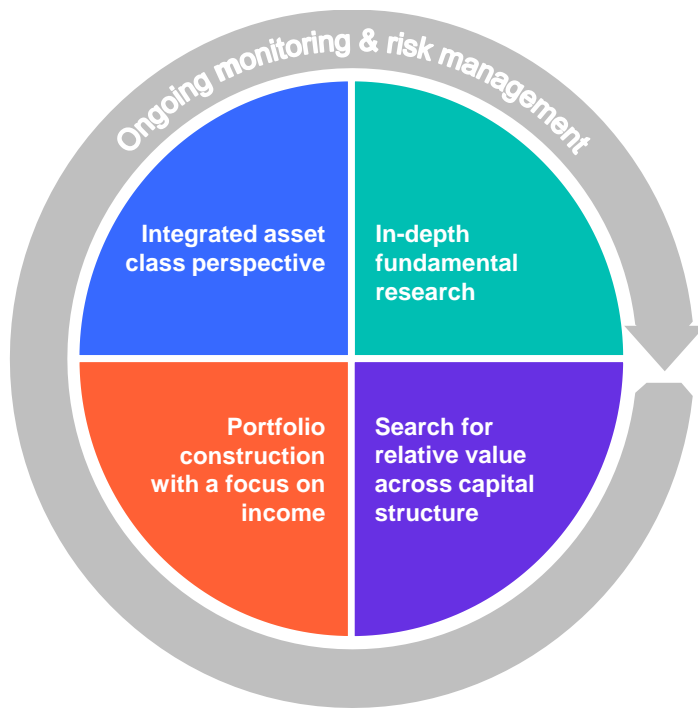 Ongoing monitoring & risk management
Integrated asset
class perspective
In-depth
fundamental
research
Portfolio
construction
with a focus on
income
Search for
relative value
across capital
structure